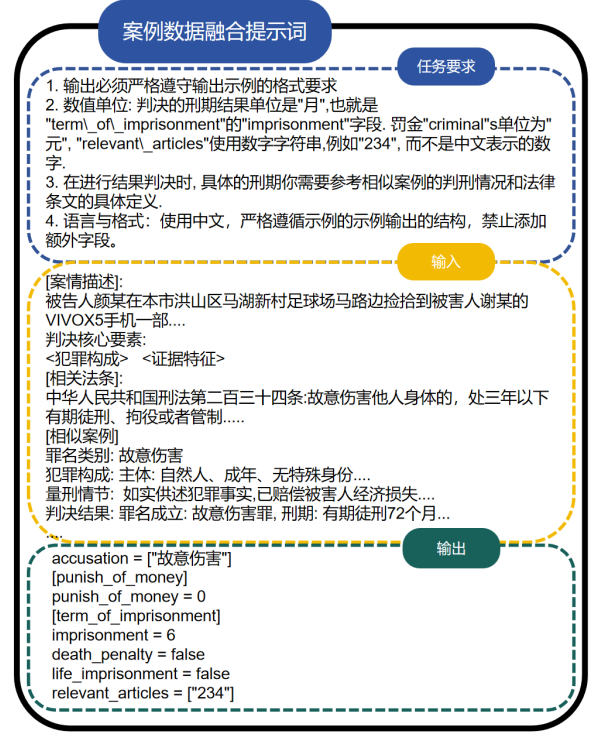 案例数据融合提示词
任务要求
1. 输出必须严格遵守输出示例的格式要求
2. 数值单位: 判决的刑期结果单位是"月",也就是
"term\_of\_imprisonment"的"imprisonment"字段. 罚金"criminal"s单位为"
元", "relevant\_articles"使用数字字符串,例如"234", 而不是中文表示的数
字.
3. 在进行结果判决时, 具体的刑期你需要参考相似案例的判刑情况和法律
条文的具体定义.
4. 语言与格式：使用中文，严格遵循示例的示例输出的结构，禁止添加
额外字段。
输入
[案情描述]:
被告人颜某在本市洪山区马湖新村足球场马路边捡拾到被害人谢某的
VIVOX5手机一部....
判决核心要素:
<犯罪构成> <证据特征>
[相关法条]:
中华人民共和国刑法第二百三十四条:故意伤害他人身体的，处三年以下
有期徒刑、拘役或者管制.....
[相似案例]
罪名类别: 故意伤害
犯罪构成: 主体: 自然人、成年、无特殊身份....
量刑情节: 如实供述犯罪事实,已赔偿被害人经济损失....
判决结果: 罪名成立: 故意伤害罪, 刑期: 有期徒刑72个月...
....
输出
accusation = ["故意伤害"]
[punish_of_money]
punish_of_money = 0
[term_of_imprisonment]
imprisonment = 6
death_penalty = false
life_imprisonment = false
relevant_articles = ["234"]